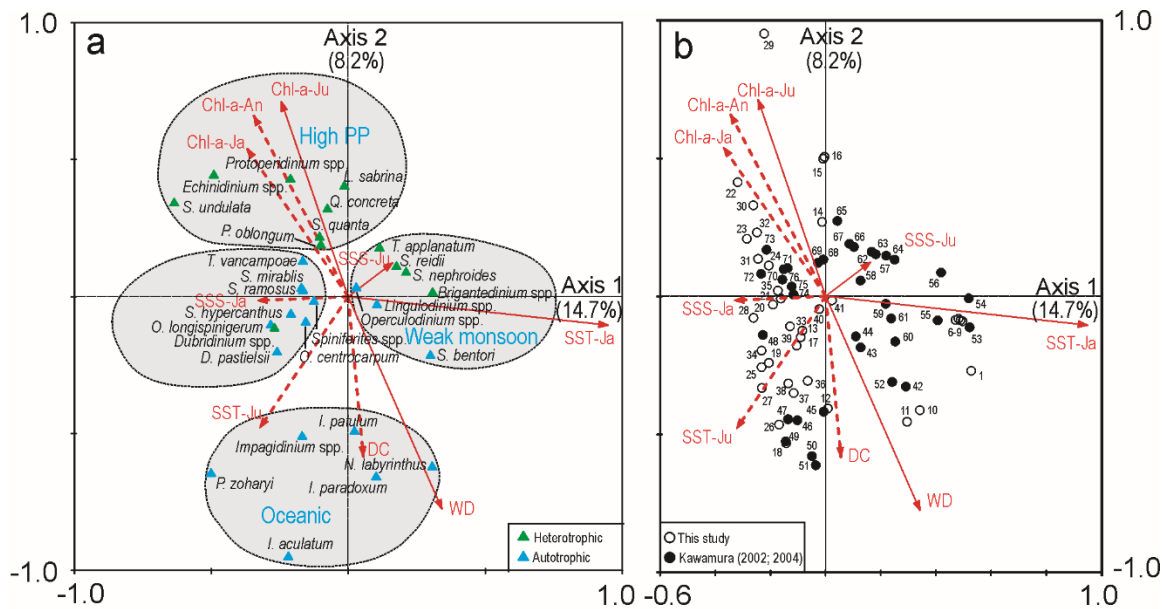 1.0
a
Axis 2
(8.2%)
Chl-a-Ju
Chl-a-An
Chl-a-Ja
High PP
Protoperidinium spp.
L. sabrina
Echinidinium spp.
Q. concreta
S. undulata
S. quanta
P. oblongum
T. applanatum
T. vancampoae
SSS-Ju
S. reidii
S. mirablis
S. nephroides
Axis 1
S. ramosus
Brigantedinium spp.
(14.7%)
SSS-Ja
Lingulodinium spp.
S. hypercanthus
Operculodinium spp.
O. longispinigerum
SST-Ja
Dubridinium spp.
Spiniferites spp.
Weak monsoon
D. pastielsii
O. centrocarpum
S. bentori
SST-Ju
I. patulum
Impagidinium spp.
DC
N. labyrinthus
P. zoharyi
I. paradoxum
WD
Oceanic
I. aculatum
Heterotrophic
Autotrophic
-1.0
-1.0
1.0
b
Axis 2
(8.2%)
1.0
29
Chl-a-Ju
Chl-a-An
Chl-a-Ja
16
15
22
30
14
65
32
23
67
66
73
63
SSS-Ju
24
69
68
64
31
62
57
71
70
58
72
76
56
Axis 1
35
75
74
54
(14.7%)
SSS-Ja
34
20
41
28
40
59
61
55
6-9
53
SST-Ja
33
13
48
39
17
44
43
60
34
19
1
25
38
36
52
42
27
37
12
45
11
10
SST-Ju
26
47
46
49
18
50
51
DC
WD
This study
Kawamura (2002; 2004)
-0.6
1.0
-1.0